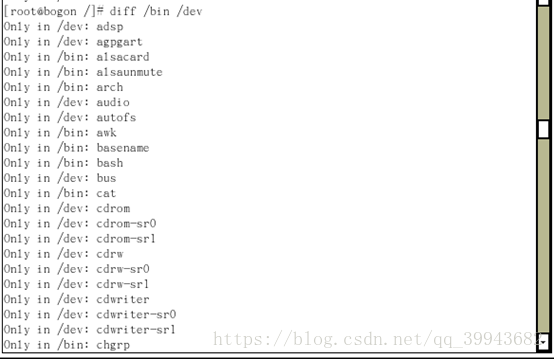 [root@bogon /]# diff /bin /dev
Only in /dev: adsp
Only in /dev: agpgart
Only in /bin: alsacard
Only in /bin: alsaunmute
Only in /bin: arch
Only in /dev: audio
Only in /dev: autofs
Only in /bin: awk
Only in /bin: basename
Only in /bin: bash
Only in /dev: bus
Only in /bin: cat
Only in /dev: cdrom
Only in /dev: cdrom-sr0
Only in /dev: cdrom-sr1
Only in /dev: cdrw
Only in /dev: cdrw-sr0
Only in /dev: cdrw-sr1
Only in /dev: cdwriter
Only in /dev: cdwriter-sr0
Only in /dev: cdwriter-sr1
Only in /bin: chgrp